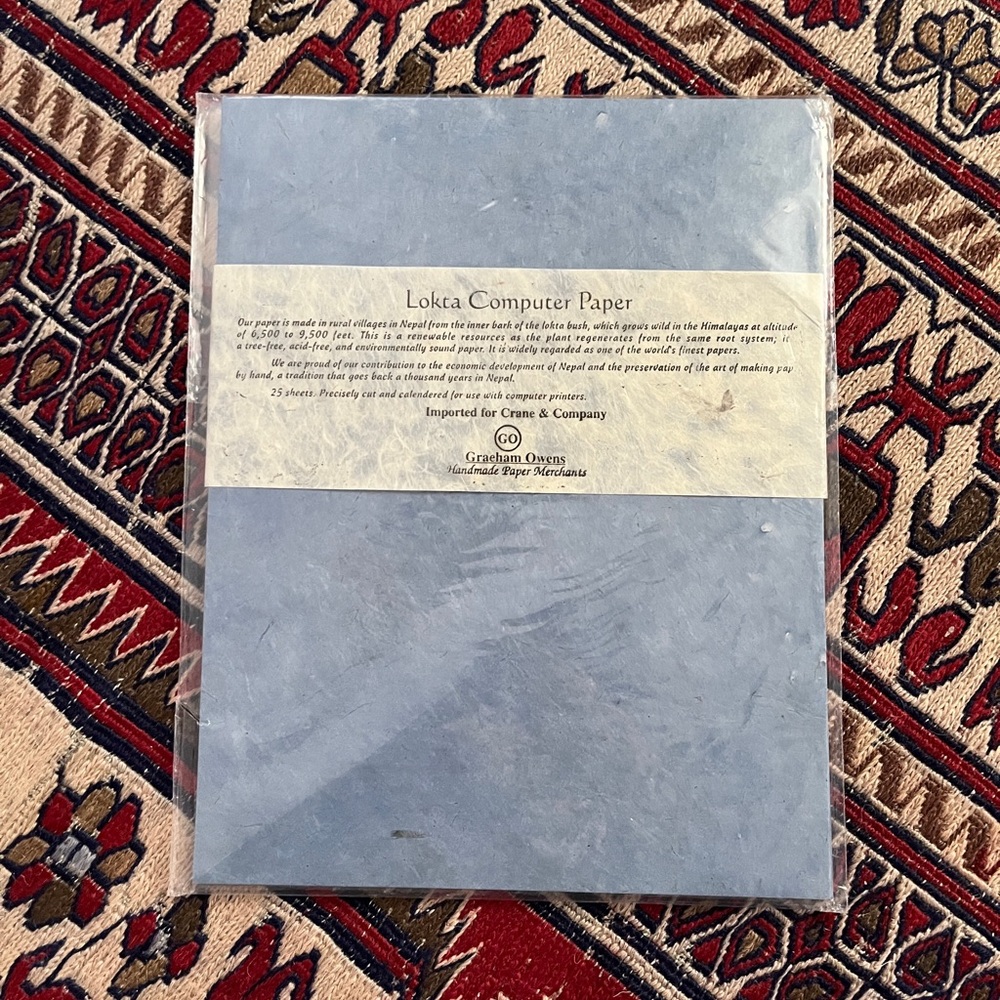 Lokta Computer Paper
Our paper is made in rural villages in Nepal from the inner bark of the lokta bush, which grows wild in the Himalayas at altitude
of 6,500 to 9,500 feet. This is a renewable resources as the plant regenerates from the same root system; it
a tree-free, acid-free, and environmentally sound paper. It is widely regarded as one of the world's finest papers.
We are proud of our contribution to the economic development of Nepal and the preservation of the art of making pap
by hand, a tradition that goes back a thousand years in Nepal.
25 sheets. Precisely cut and calendered for use with computer printers.
Imported for Crane & Company
GO
Graeham Owens
Handmade Paper Merchants